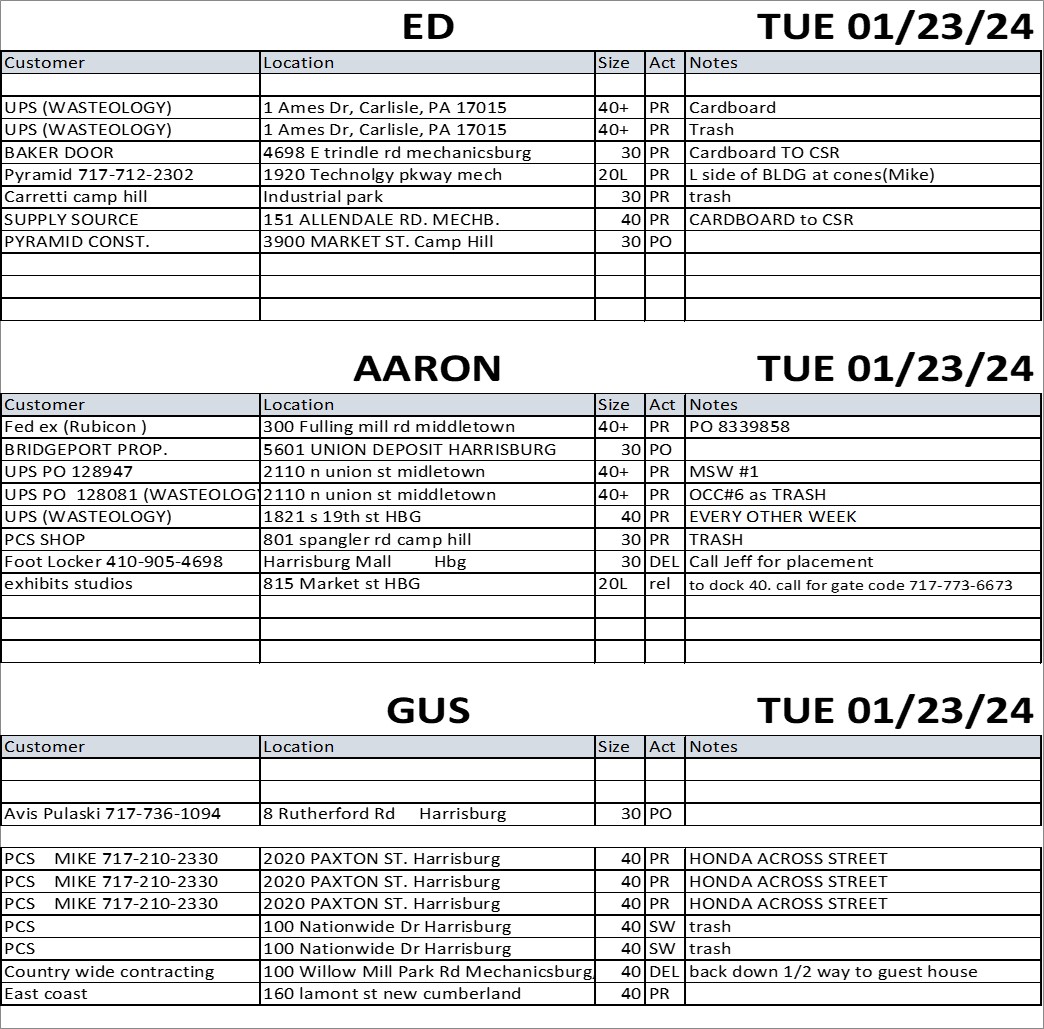 ED TUE 01/23/24
Customer Location Size Act Notes
UPS (WASTEOLOGY) 1 Ames Dr, Carlisle, PA 17015 40+ PR Cardboard
UPS (WASTEOLOGY) 1 Ames Dr, Carlisle, PA 17015 40+ PR Trash
BAKER DOOR 4698 E trindle rd mechanicsburg 30 PR Cardboard TO CSR
Pyramid 717-712-2302 1920 Technolgy pkway mech 20L PR L side of BLDG at cones(Mike)
Carretti camp hill Industrial park 30 PR trash
SUPPLY SOURCE 151 ALLENDALE RD. MECHB. 40 PR CARDBOARD to CSR
PYRAMID CONST. 3900 MARKET ST. Camp Hill 30 PO
AARON TUE 01/23/24
Customer Location Size Act Notes
Fed ex (Rubicon ) 300 Fulling mill rd middletown 40+ PR PO 8339858
BRIDGEPORT PROP. 5601 UNION DEPOSIT HARRISBURG 30 PO
UPS PO 128947 2110 n union st midletown 40+ PR MSW #1
UPS PO 128081 (WASTEOLOG 2110 n union st middletown 40+ PR OCC#6 as TRASH
UPS (WASTEOLOGY) 1821 s 19th st HBG 40 PR EVERY OTHER WEEK
PCS SHOP 801 spangler rd camp hill 30 PR TRASH
Foot Locker 410-905-4698 Harrisburg Mall Hbg 30 DEL Call Jeff for placement
exhibits studios 815 Market st HBG 20L rel to dock 40. call for gate code 717-773-6673
GUS TUE 01/23/24
Customer Location Size Act Notes
Avis Pulaski 717-736-1094 8 Rutherford Rd Harrisburg 30 PO
PCS MIKE 717-210-2330 2020 PAXTON ST. Harrisburg 40 PR HONDA ACROSS STREET
PCS MIKE 717-210-2330 2020 PAXTON ST. Harrisburg 40 PR HONDA ACROSS STREET
PCS MIKE 717-210-2330 2020 PAXTON ST. Harrisburg 40 PR HONDA ACROSS STREET
PCS 100 Nationwide Dr Harrisburg 40 SW trash
PCS 100 Nationwide Dr Harrisburg 40 SW trash
Country wide contracting 100 Willow Mill Park Rd Mechanicsburg, 40 DEL back down 1/2 way to guest house
East coast 160 lamont st new cumberland 40 PR